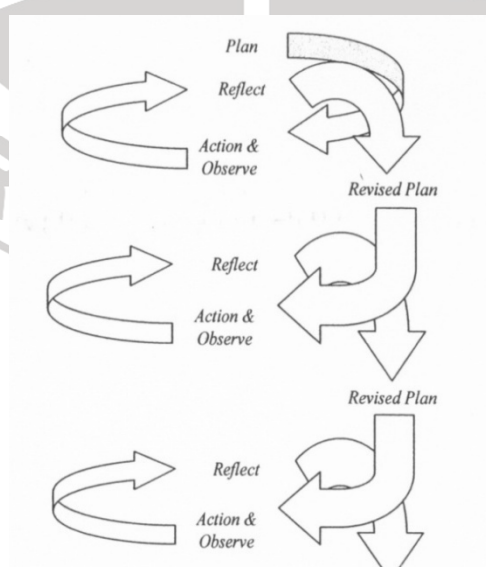 Plan
Reflect
Action &
Observe
Revised Plan
Reflect
Action &
Observe
Revised Plan
Reflect
Action &
Observe